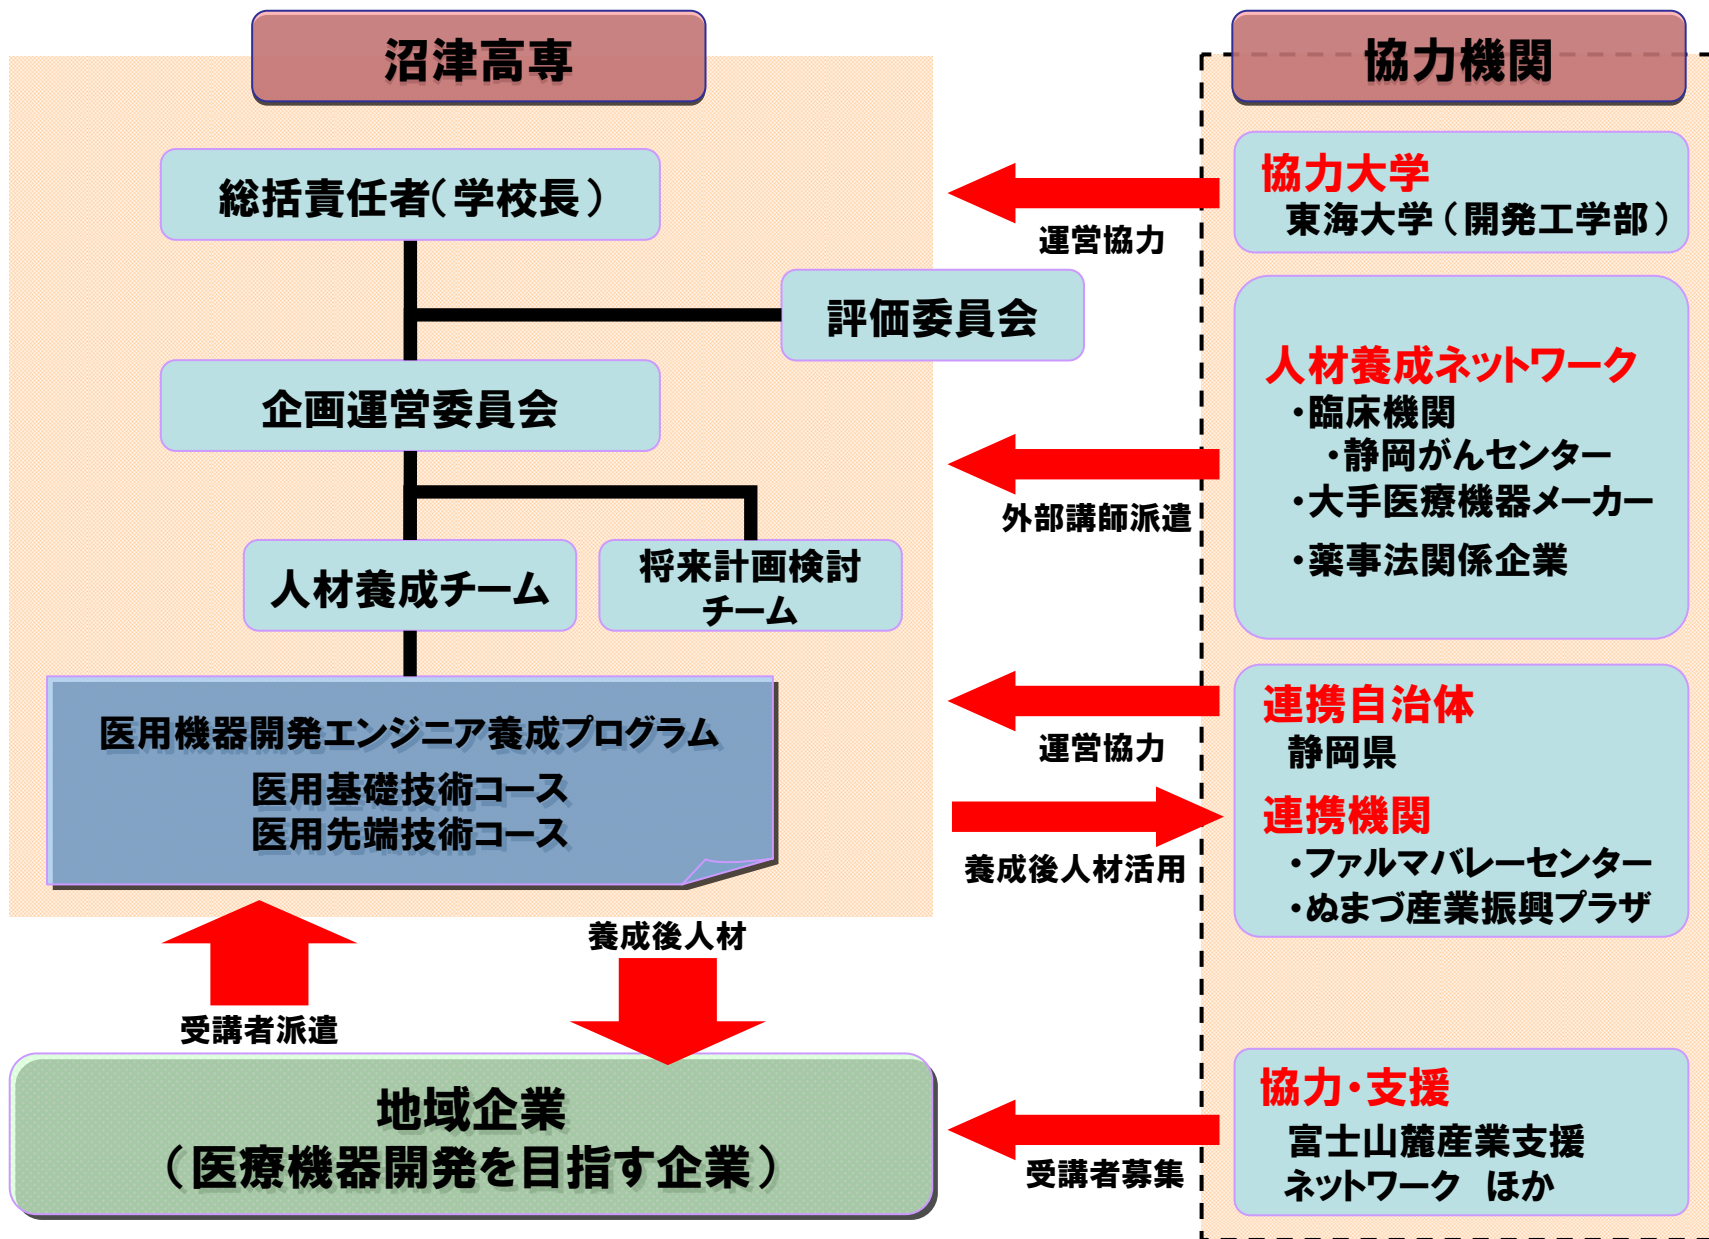 沼津高専
総括責任者(学校長)
評価委員会
企画運営委員会
人材養成チーム
将来計画検討
チーム
医用機器開発エンジニア養成プログラム
医用基礎技術コース
医用先端技術コース
受講者派遣
養成後人材
地域企業
(医療機器開発を目指す企業)
運営協力
外部講師派遣
運営協力
養成後人材活用
受講者募集
協力機関
協力大学
東海大学(開発工学部)
人材養成ネットワーク
・臨床機関
・静岡がんセンター
・大手医療機器メーカー
・薬事法関係企業
連携自治体
静岡県
連携機関
・ファルマバレーセンター
・ぬまづ産業振興プラザ
協力・支援
富士山麓産業支援
ネットワーク ほか